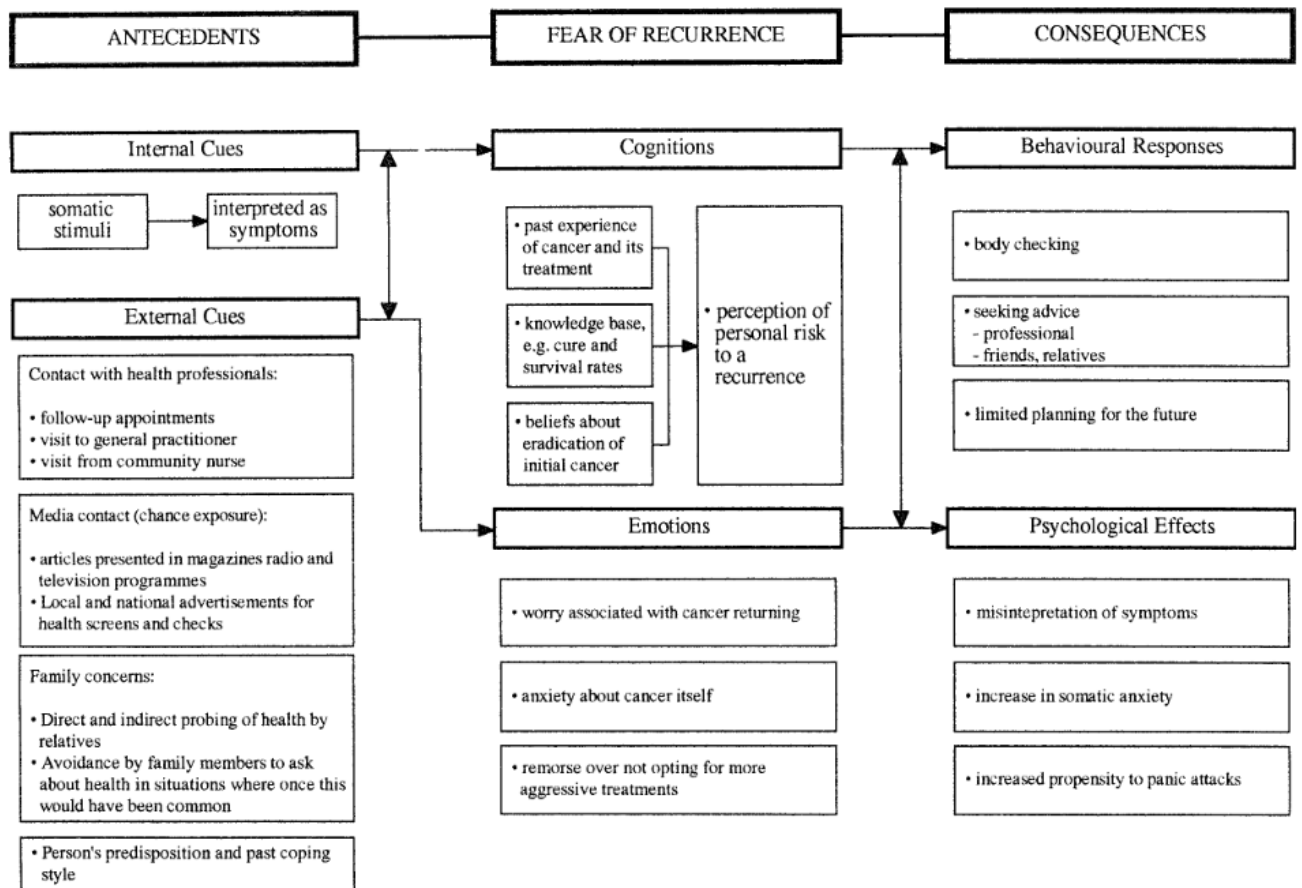 ANTECEDENTS
FEAR OF RECURRENCE
CONSEQUENCES
Internal Cues
somatic
stimuli
interpreted as
symptoms
External Cues
Contact with health professionals:
• follow-up appointments
• visit to general practitioner
• visit from community nurse
Media contact (chance exposure):
• articles presented in magazines radio and
television programmes
• Local and national advertisements for
health screens and checks
Family concerns:
• Direct and indirect probing of health by
relatives
• Avoidance by family members to ask
about health in situations where once this
would have been common
• Person's predisposition and past coping
style
Cognitions
• past experience
of cancer and its
treatment
• knowledge base,
e.g. cure and
survival rates
• beliefs about
eradication of
initial cancer
• perception of
personal risk
to a
recurrence
Emotions
• worry associated with cancer returning
• anxiety about cancer itself
• remorse over not opting for more
aggressive treatments
Behavioural Responses
• body checking
• seeking advice
- professional
- friends, relatives
• limited planning for the future
Psychological Effects
• misintepretation of symptoms
• increase in somatic anxiety
• increased propensity to panic attacks